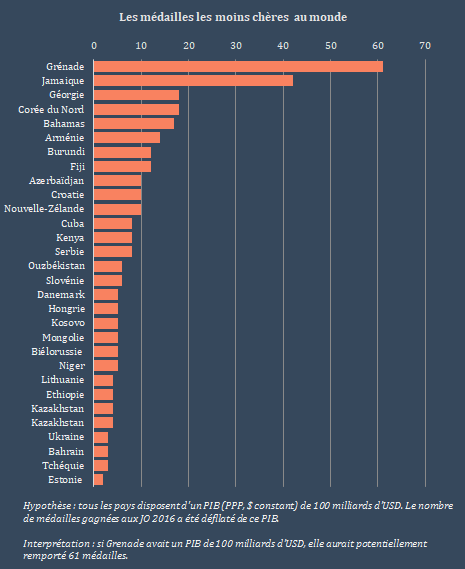 Les médailles les moins chères au monde
0 10 20 30 40 50 60 70
Grénade
Jamaique
Géorgie
Corée du Nord
Bahamas
Arménie
Burundi
Fiji
Azerbaïdjan
Croatie
Nouvelle-Zélande
Cuba
Kenya
Serbie
Ouzbékistan
Slovénie
Danemark
Hongrie
Kosovo
Mongolie
Biélorussie
Niger
Lithuanie
Ethiopie
Kazakhstan
Kazakhstan
Ukraine
Bahrain
Tchéquie
Estonie
Hypothèse : tous les pays disposent d'un PIB (PPP, $ constant) de 100 milliards d'USD. Le nombre
de médailles gagnées aux JO 2016 a été déflaté de ce PIB.
Interprétation : si Grenade avait un PIB de 100 milliards d'USD, elle aurait potentiellement
remporté 61 médailles.